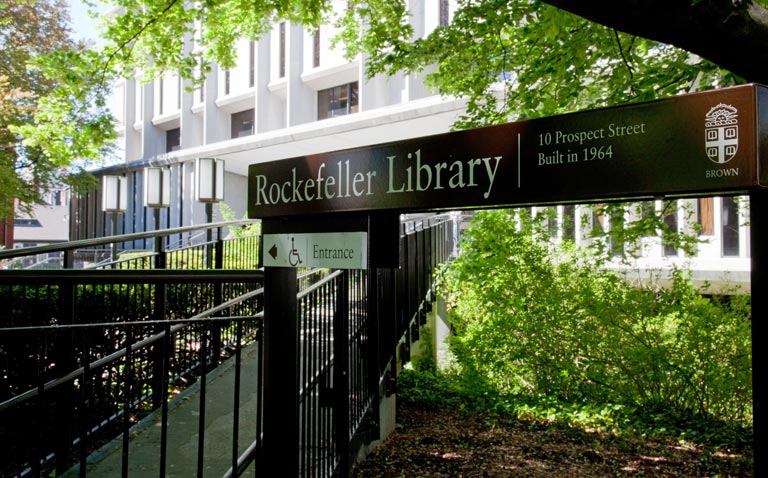 Rockefeller Library
10 Prospect Street
Built in 1964
BROWN
Entrance